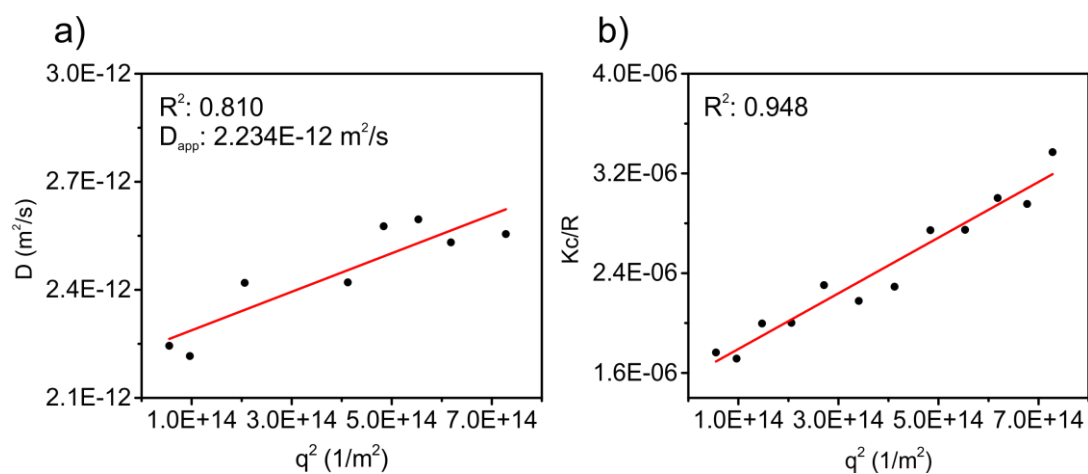 a)
3.0E-12
2.7E-12
2.4E-12
2.1E-12
D (m²/s)
R²: 0.810
D_app: 2.234E-12 m²/s
1.0E+14 3.0E+14 5.0E+14 7.0E+14
q² (1/m²)
b)
4.0E-06
3.2E-06
2.4E-06
1.6E-06
Kc/R
R²: 0.948
1.0E+14 3.0E+14 5.0E+14 7.0E+14
q² (1/m²)